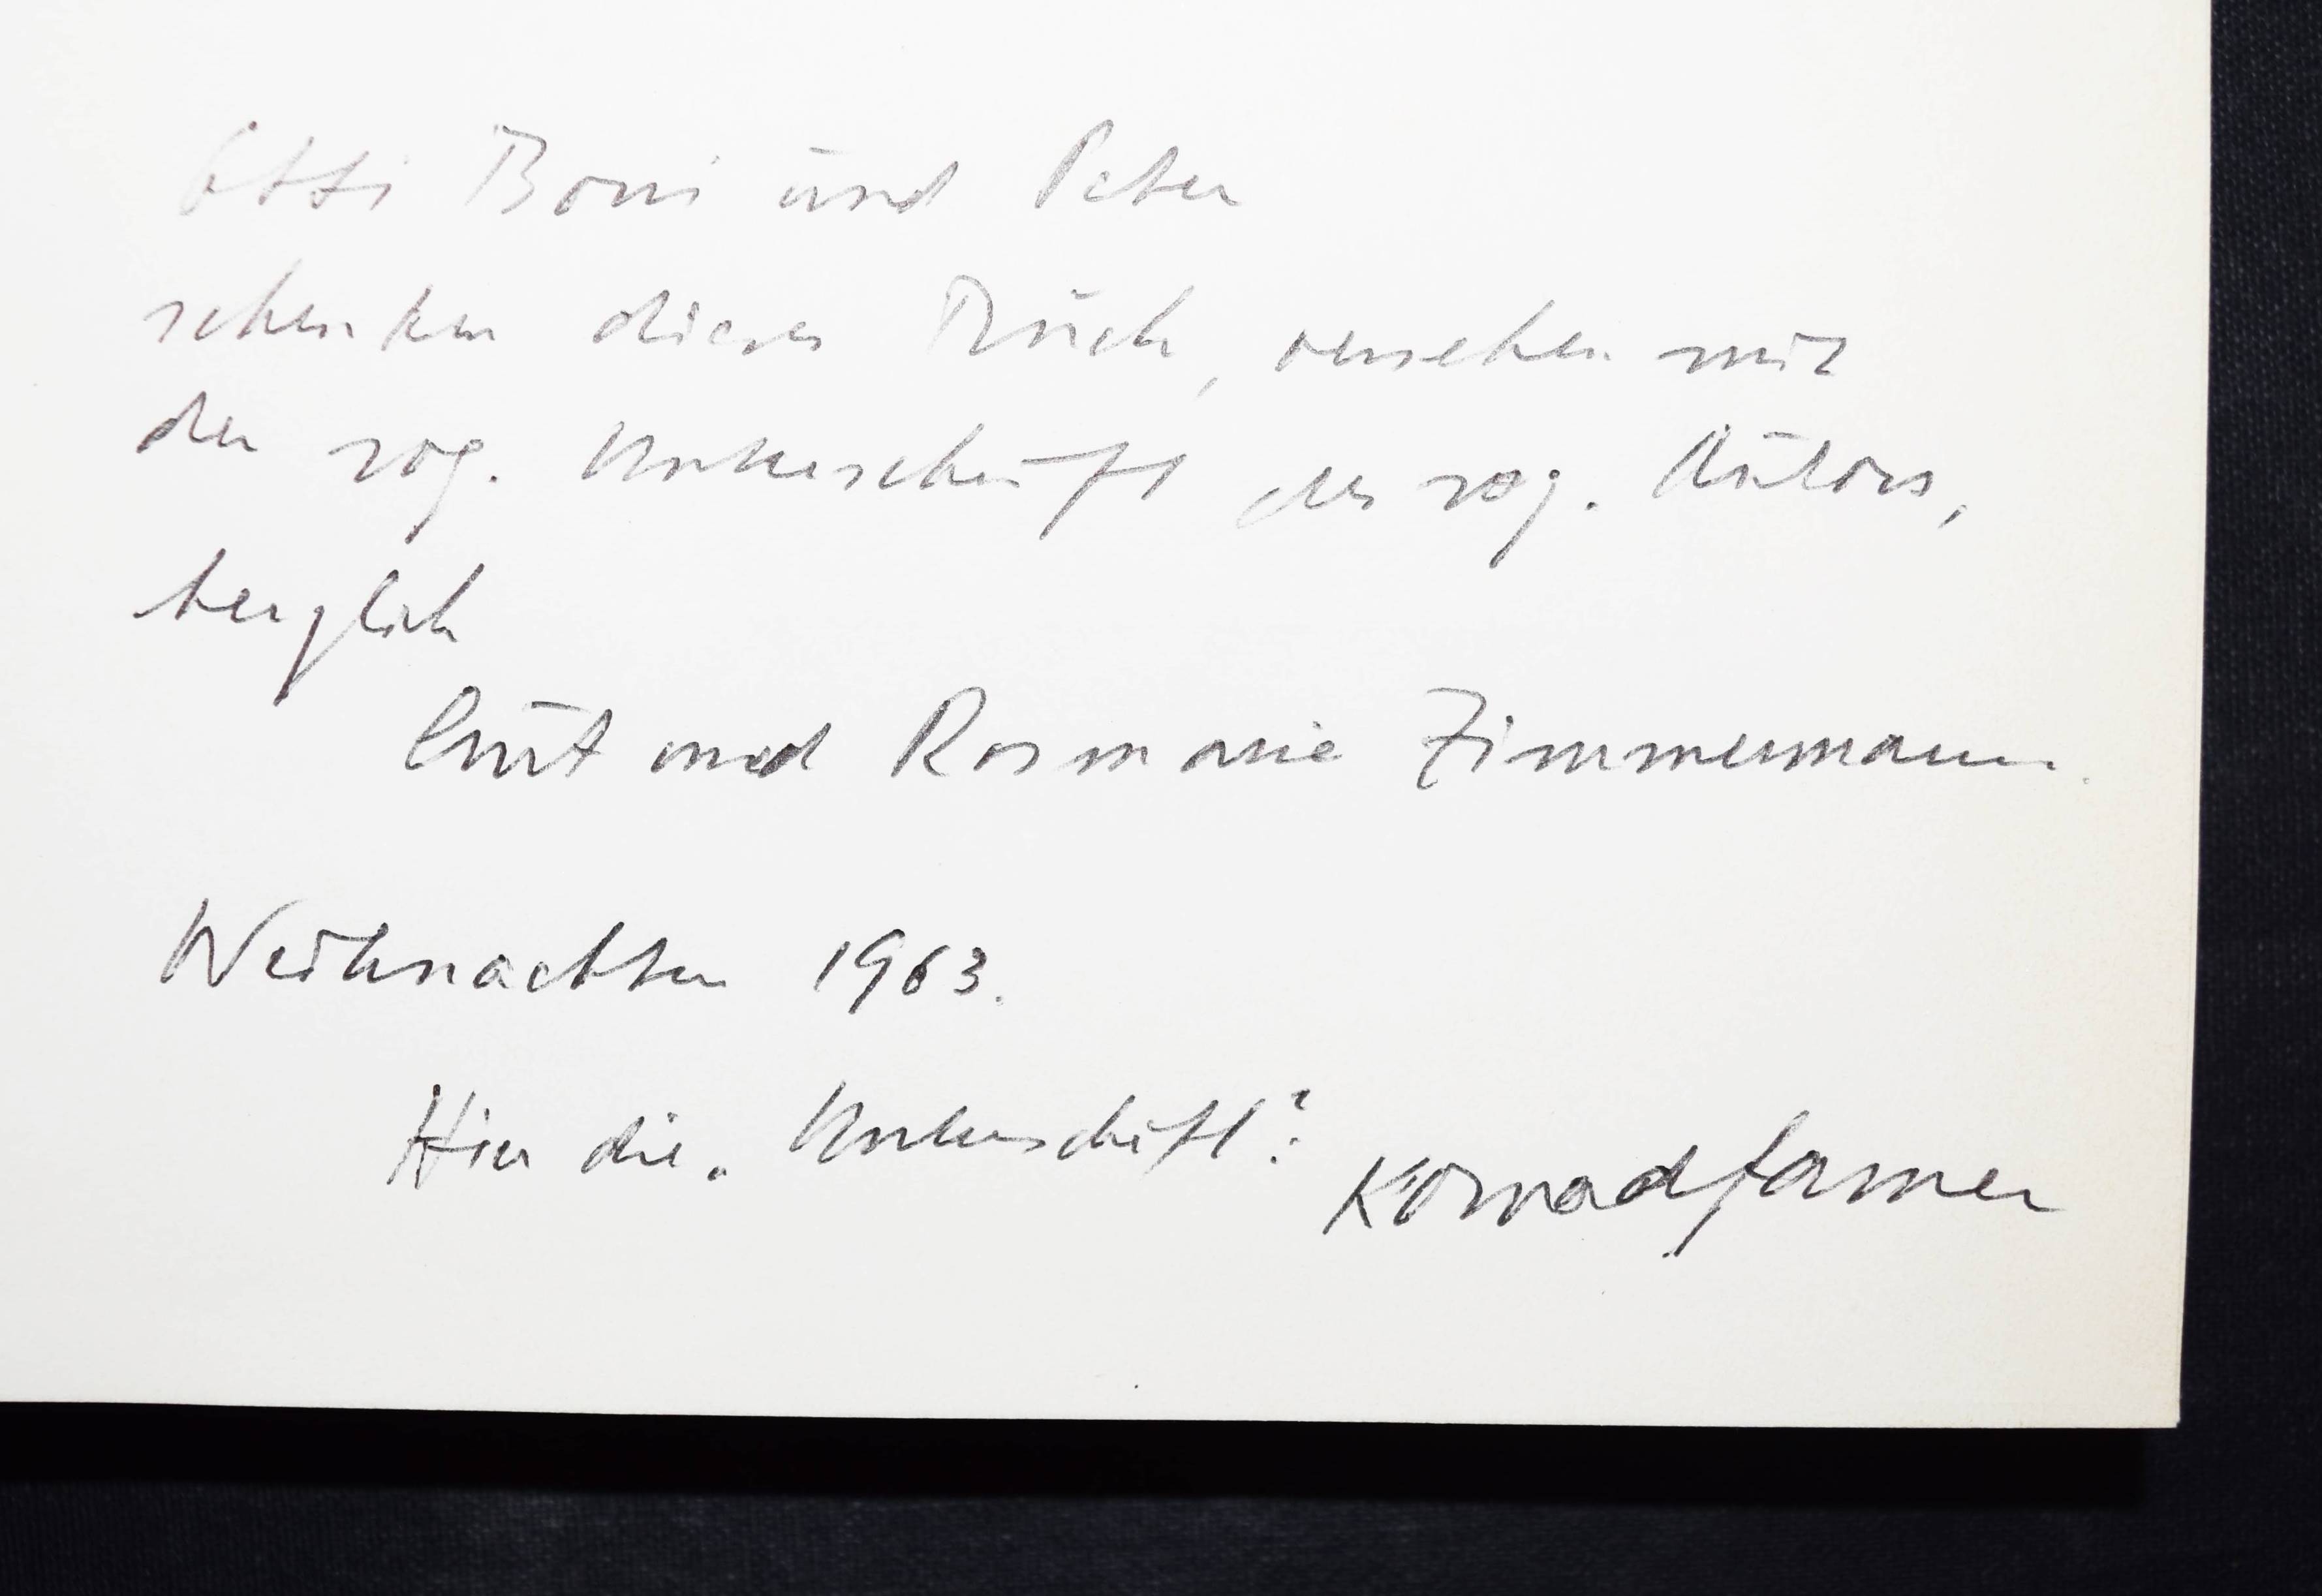 Otti Boni und Peter
schenken dieses Buch, versehen mit
der sog. Unterschrift des sog. Autors,
herzlich
Curt und Rosmarie Zimmermann.
Weihnachten 1963.
Hier die „Unterschrift": Konrad Farner